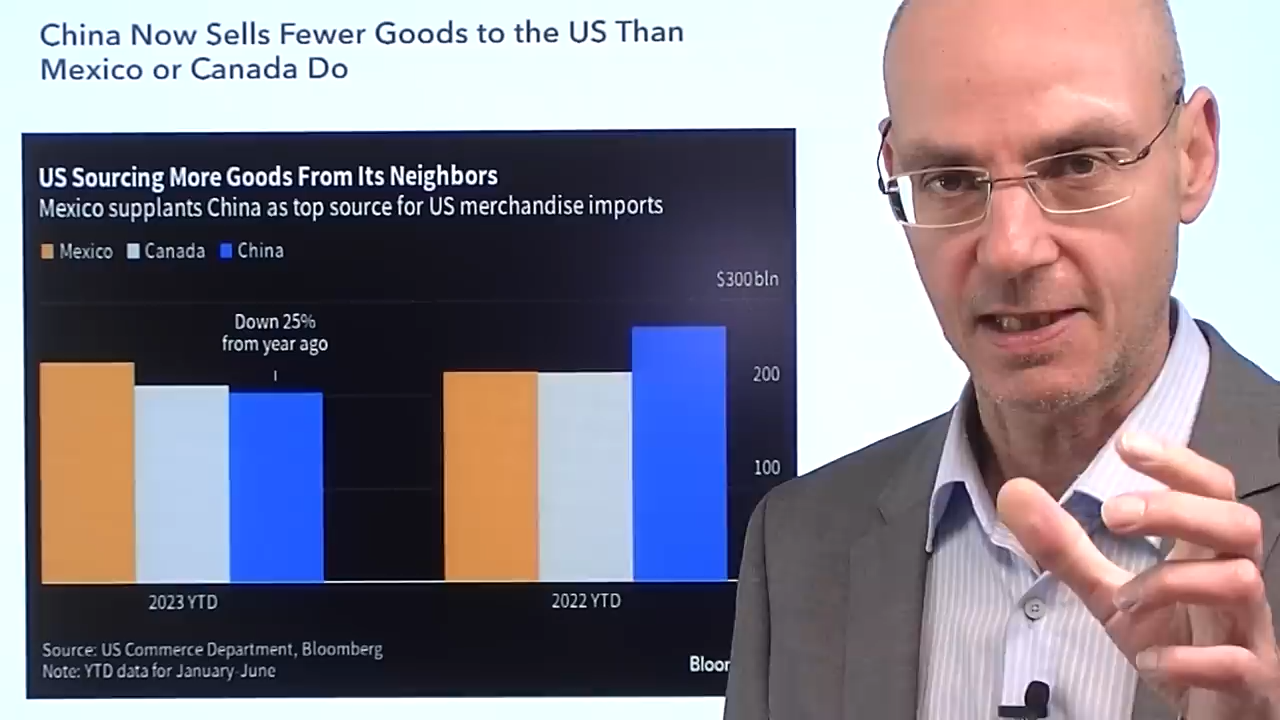 China Now Sells Fewer Goods to the US Than
Mexico or Canada Do
US Sourcing More Goods From Its Neighbors
Mexico supplants China as top source for US merchandise imports
Mexico Canada China
$300bln
Down 25%
from year ago
200
100
2023 YTD
2022 YTD
Source: US Commerce Department, Bloomberg
Note: YTD data for January-June
Bloor